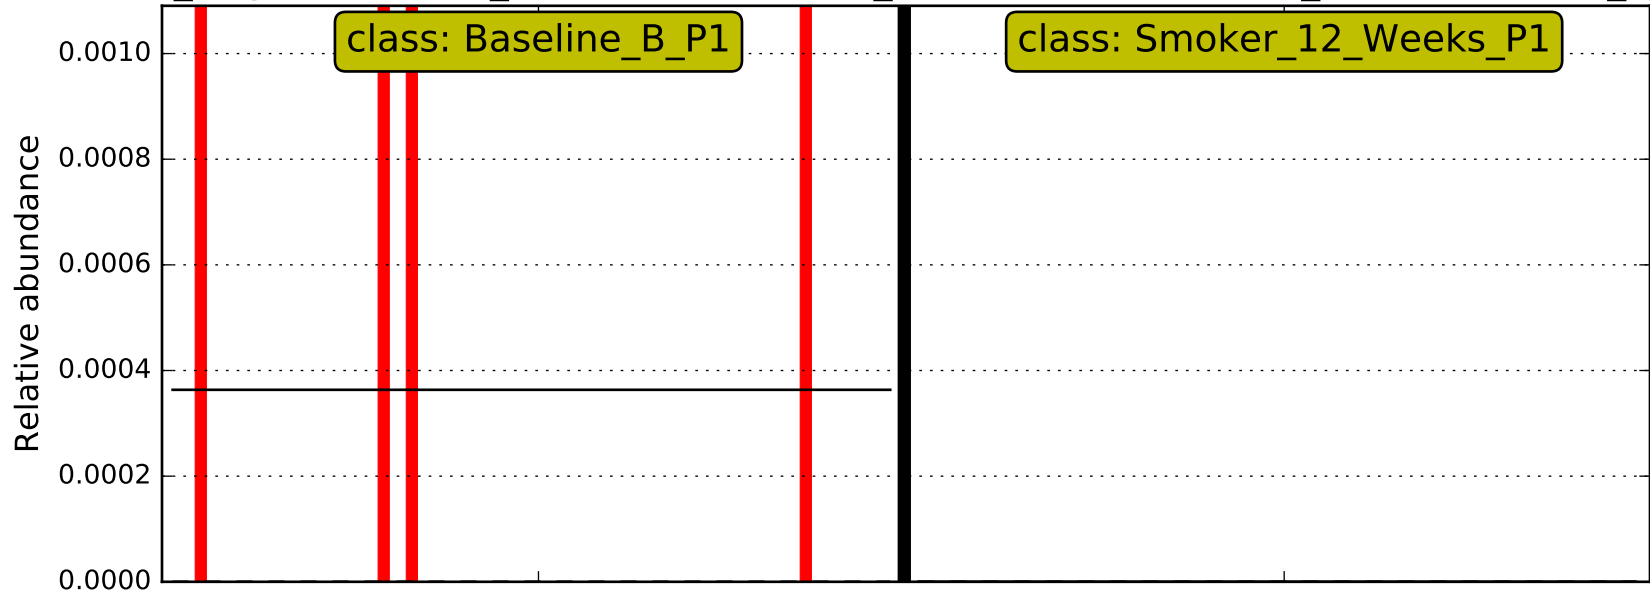 class: Baseline_B_P1
class: Smoker_12_Weeks_P1
Relative abundance
0.0010
0.0008
0.0006
0.0004
0.0002
0.0000